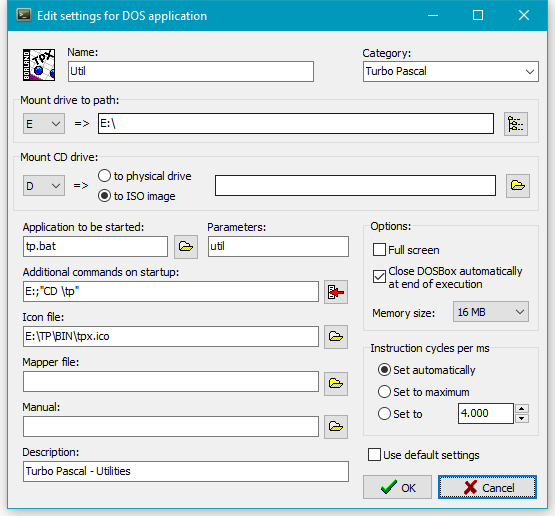 Edit settings for DOS application
Name:
Category:
BORLAND
TPX
Util
Turbo Pascal
Mount drive to path:
E
=>
E:\
Mount CD drive:
to physical drive
D
=>
to ISO image
Application to be started:
Parameters:
Options:
tp.bat
util
Full screen
Additional commands on startup:
Close DOSBox automatically
at end of execution
E:;"CD \tp"
Memory size:
16 MB
Icon file:
E:\TP\BIN\tpx.ico
Instruction cycles per ms
Mapper file:
Set automatically
Set to maximum
Manual:
Set to
4.000
Description:
Use default settings
Turbo Pascal - Utilities
OK
Cancel